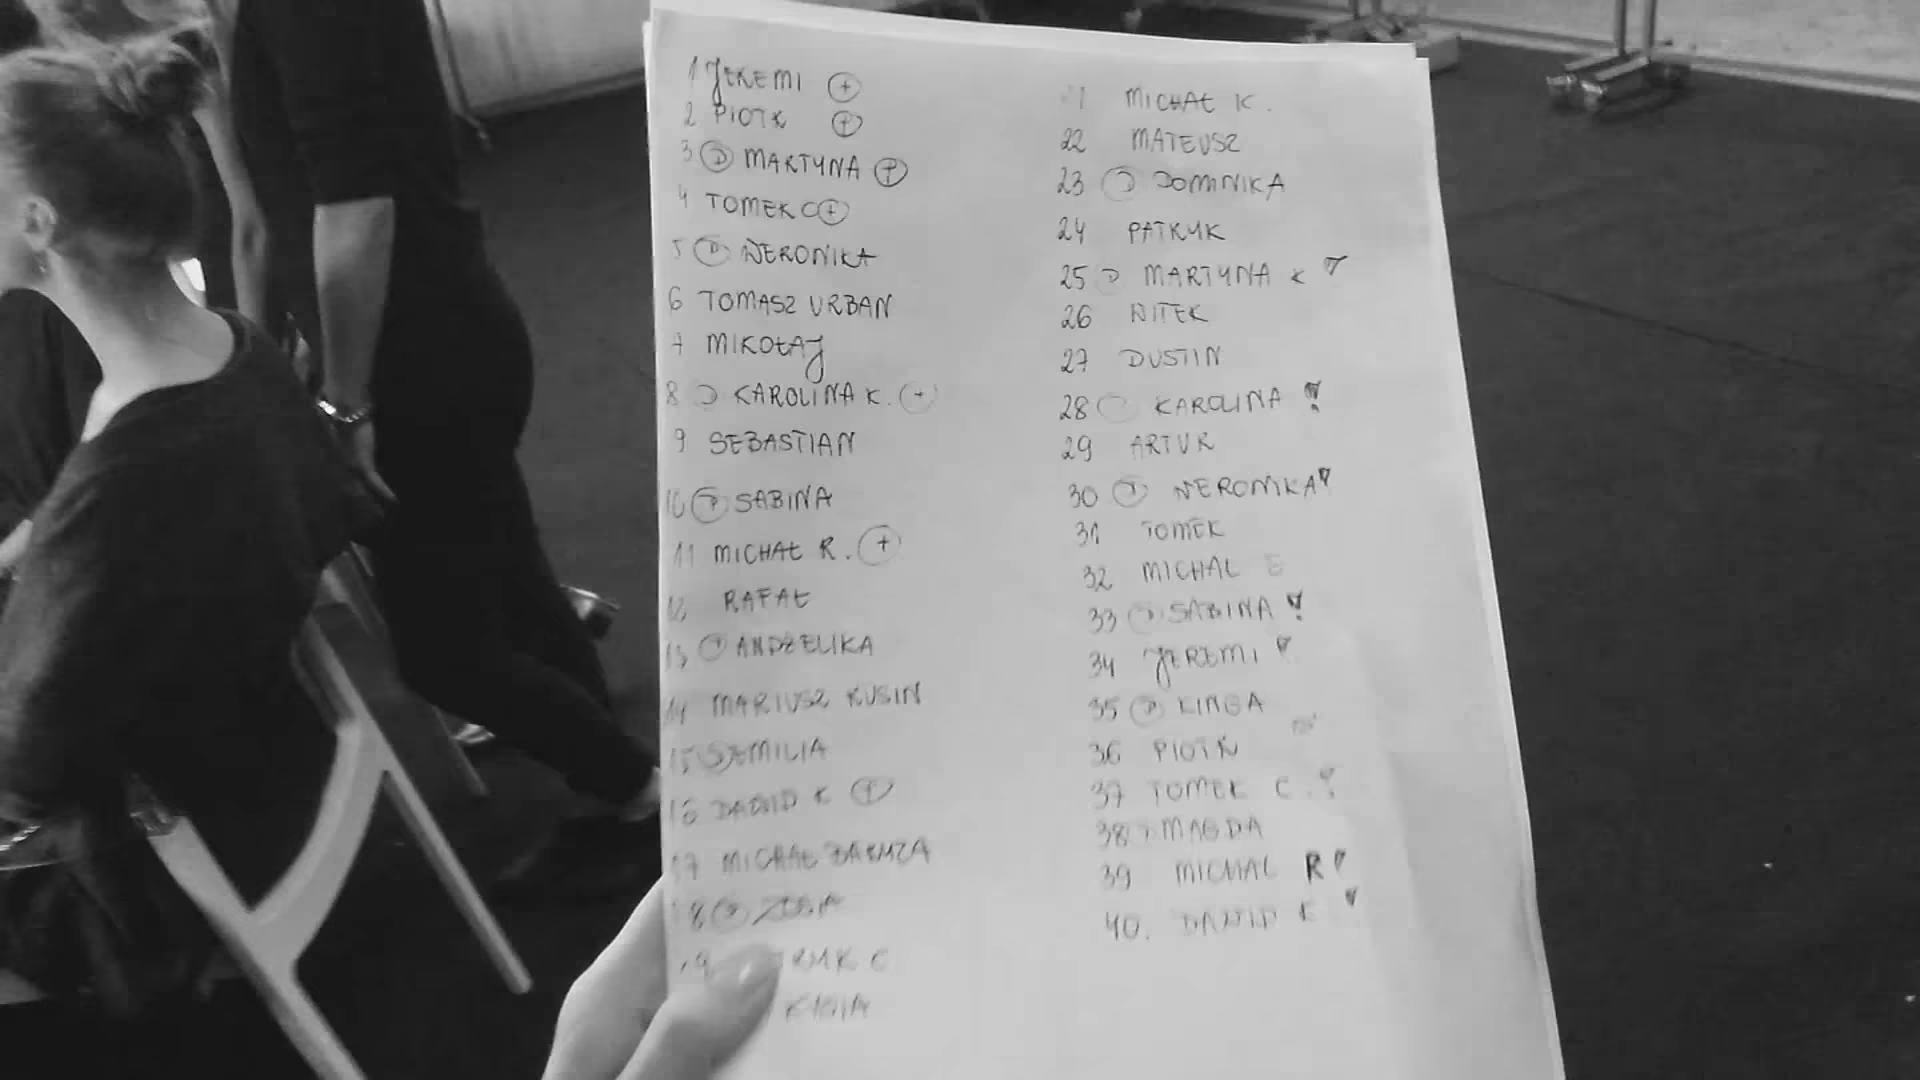 1 JEREMI +
2 PIOTR +
3 D MARTYNA +
4 TOMEK C +
5 D WERONIKA
6 TOMASZ URBAN
7 MIKOŁAJ
8 D KAROLINA K. +
9 SEBASTIAN
10 D SABINA
11 MICHAŁ R. +
12 RAFAŁ
13 D ANDŻELIKA
14 MARIUSZ KUSIN
15 D EMILIA
16 DAWID K +
17 MICHAŁ
18 D ZOSIA
19 C
KASIA
21 MICHAŁ K.
22 MATEUSZ
23 D DOMINIKA
24 PATRYK
25 D MARTYNA K
26 WITEK
27 DUSTIN
28 D KAROLINA
29 ARTUR
30 D WERONIKA
31 TOMEK
32 MICHAL
33 D SABINA
34 JEREMI
35 D KINGA
36 PIOTR
37 TOMEK C.
38 D MAGDA
39 MICHAL R
40. DAWID K